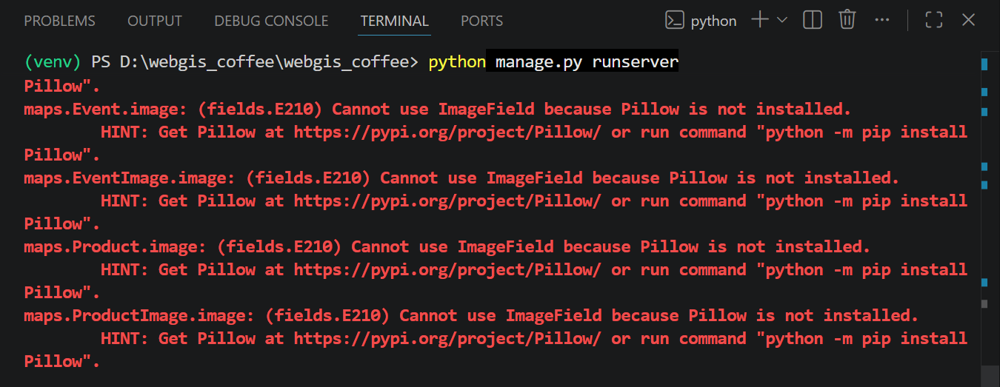 PROBLEMS OUTPUT DEBUG CONSOLE TERMINAL PORTS python
(venv) PS D:\webgis_coffee\webgis_coffee> python manage.py runserver
Pillow".
maps.Event.image: (fields.E210) Cannot use ImageField because Pillow is not installed.
        HINT: Get Pillow at https://pypi.org/project/Pillow/ or run command "python -m pip install
Pillow".
maps.EventImage.image: (fields.E210) Cannot use ImageField because Pillow is not installed.
        HINT: Get Pillow at https://pypi.org/project/Pillow/ or run command "python -m pip install
Pillow".
maps.Product.image: (fields.E210) Cannot use ImageField because Pillow is not installed.
        HINT: Get Pillow at https://pypi.org/project/Pillow/ or run command "python -m pip install
Pillow".
maps.ProductImage.image: (fields.E210) Cannot use ImageField because Pillow is not installed.
        HINT: Get Pillow at https://pypi.org/project/Pillow/ or run command "python -m pip install
Pillow".